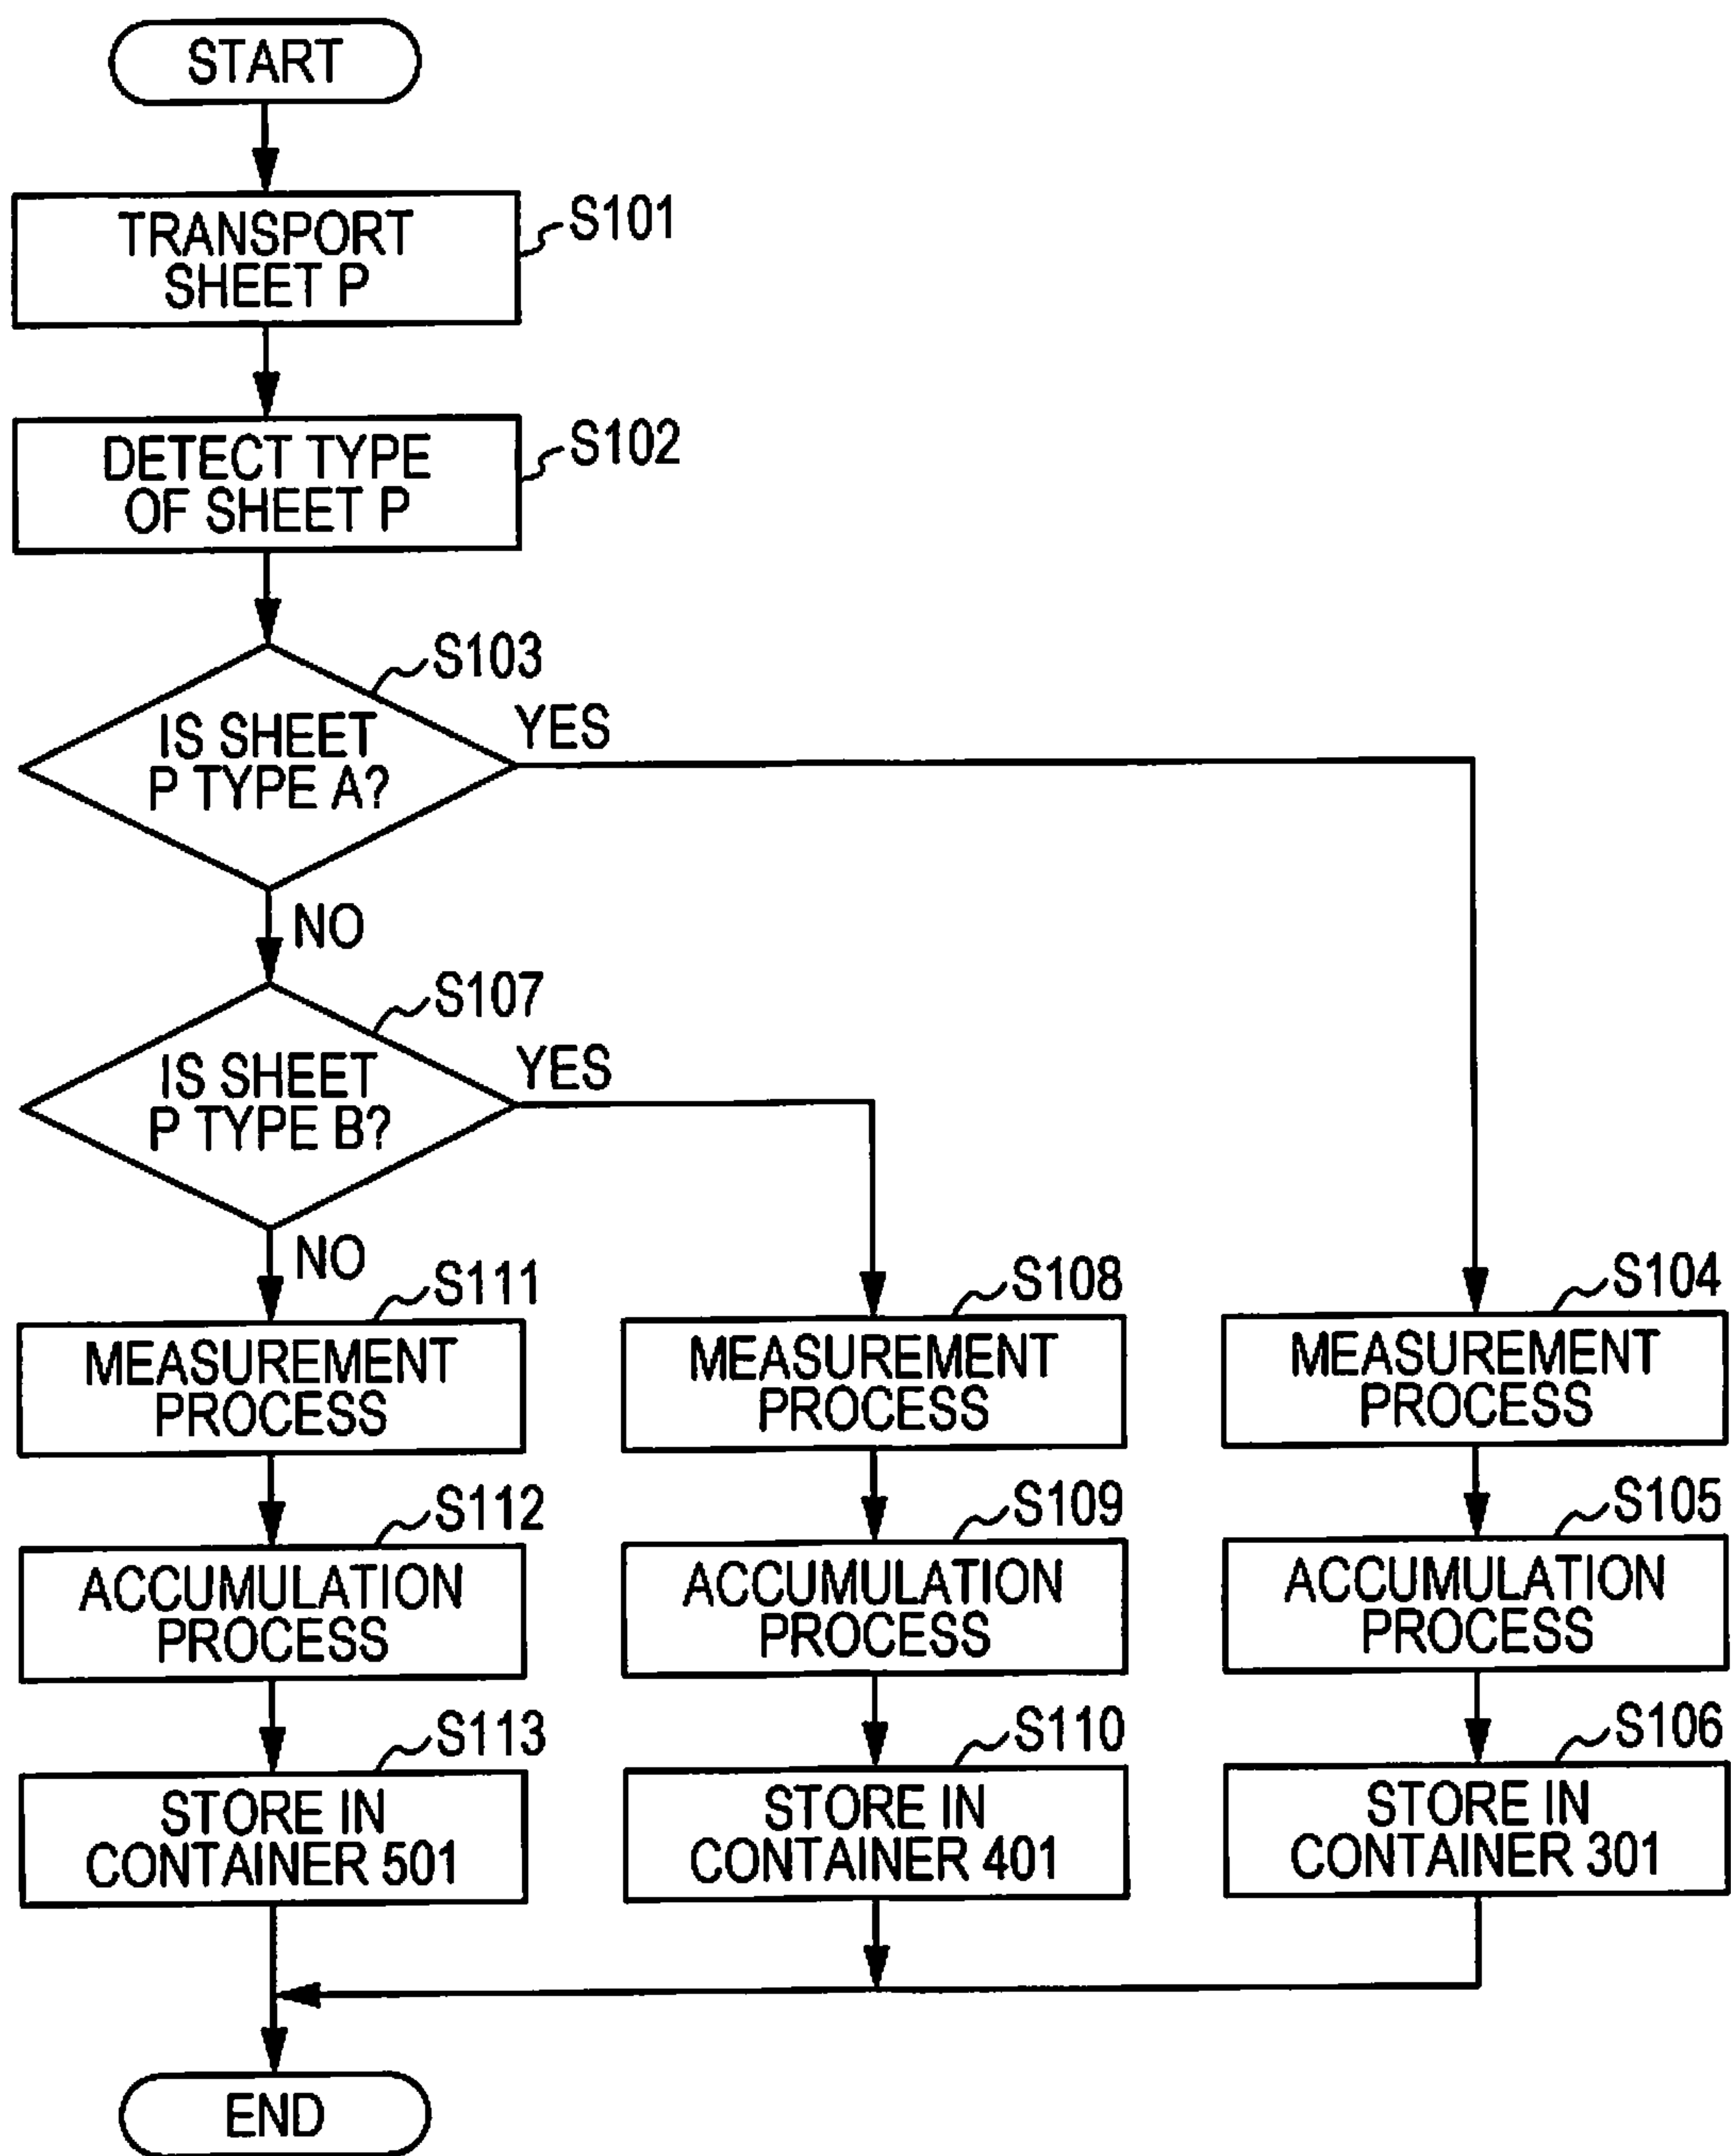 START
TRANSPORT
SHEET P
S101
DETECT TYPE
OF SHEET P
S102
S103
IS SHEET
P TYPE A?
YES
NO
S107
IS SHEET
P TYPE B?
YES
NO
S111
MEASUREMENT
PROCESS
S108
MEASUREMENT
PROCESS
S104
MEASUREMENT
PROCESS
S112
ACCUMULATION
PROCESS
S109
ACCUMULATION
PROCESS
S105
ACCUMULATION
PROCESS
S113
STORE IN
CONTAINER 501
S110
STORE IN
CONTAINER 401
S106
STORE IN
CONTAINER 301
END